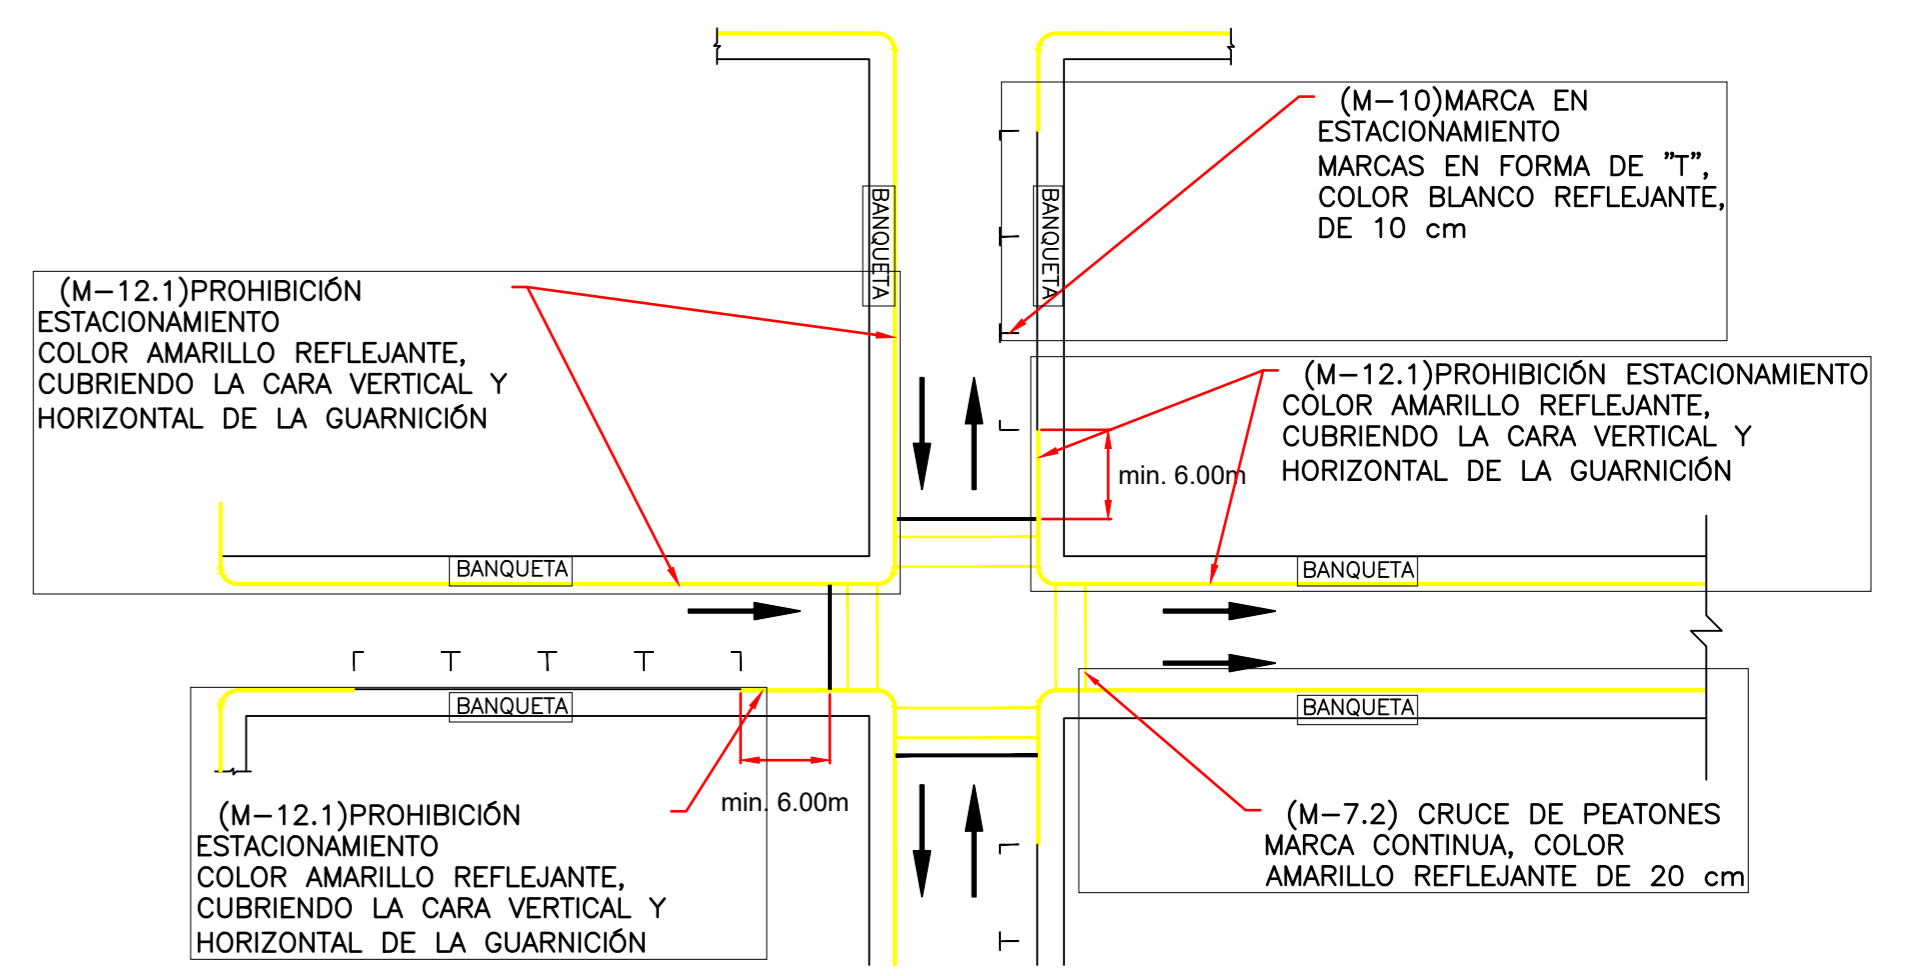 (M-10)MARCA EN
ESTACIONAMIENTO
MARCAS EN FORMA DE "T",
COLOR BLANCO REFLEJANTE,
DE 10 cm
BANQUETA
BANQUETA
(M-12.1)PROHIBICIÓN
ESTACIONAMIENTO
COLOR AMARILLO REFLEJANTE,
CUBRIENDO LA CARA VERTICAL Y
HORIZONTAL DE LA GUARNICIÓN
(M-12.1)PROHIBICIÓN ESTACIONAMIENTO
COLOR AMARILLO REFLEJANTE,
CUBRIENDO LA CARA VERTICAL Y
HORIZONTAL DE LA GUARNICIÓN
min. 6.00m
BANQUETA
BANQUETA
BANQUETA
BANQUETA
min. 6.00m
(M-12.1)PROHIBICIÓN
ESTACIONAMIENTO
COLOR AMARILLO REFLEJANTE,
CUBRIENDO LA CARA VERTICAL Y
HORIZONTAL DE LA GUARNICIÓN
(M-7.2) CRUCE DE PEATONES
MARCA CONTINUA, COLOR
AMARILLO REFLEJANTE DE 20 cm